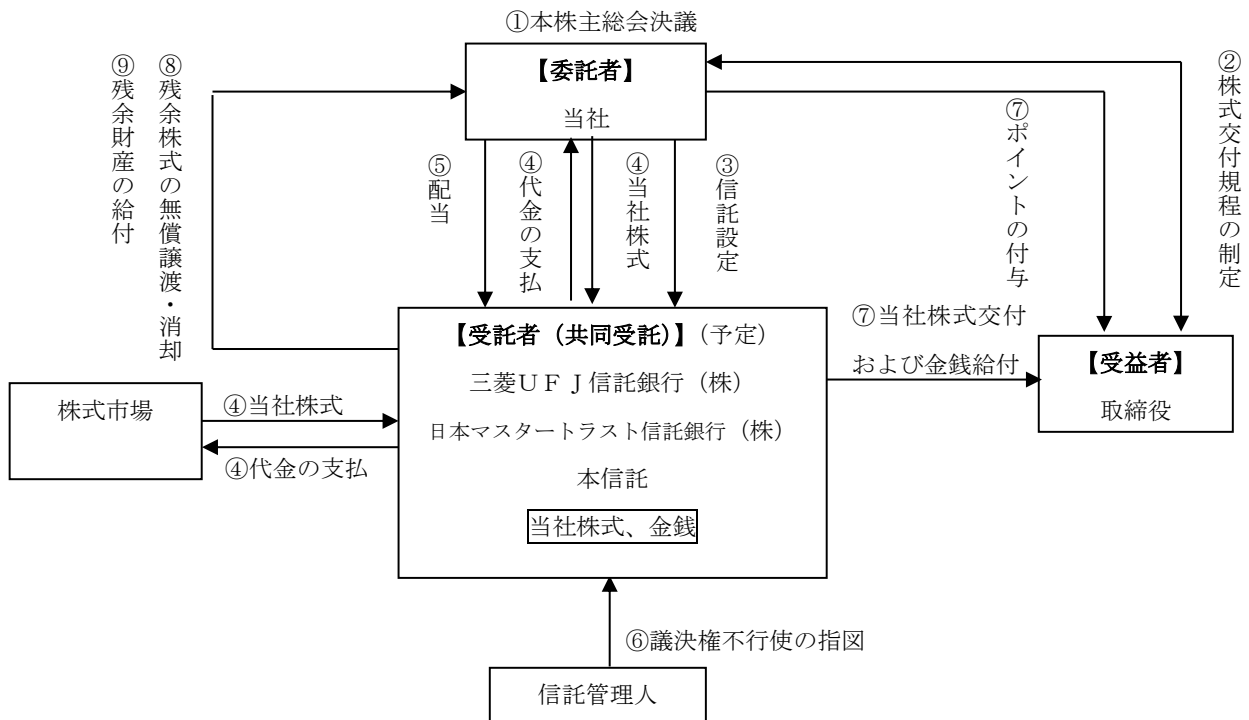 ①本株主総会決議
【委託者】
当社
⑨残余財産の給付
⑧残余株式の無償譲渡・消却
⑤配当
④代金の支払
④当社株式
③信託設定
⑦ポイントの付与
②株式交付規程の制定
【受託者（共同受託）】（予定）
三菱ＵＦＪ信託銀行（株）
日本マスタートラスト信託銀行（株）
本信託
当社株式、金銭
⑦当社株式交付
および金銭給付
【受益者】
取締役
株式市場
④当社株式
④代金の支払
⑥議決権不行使の指図
信託管理人